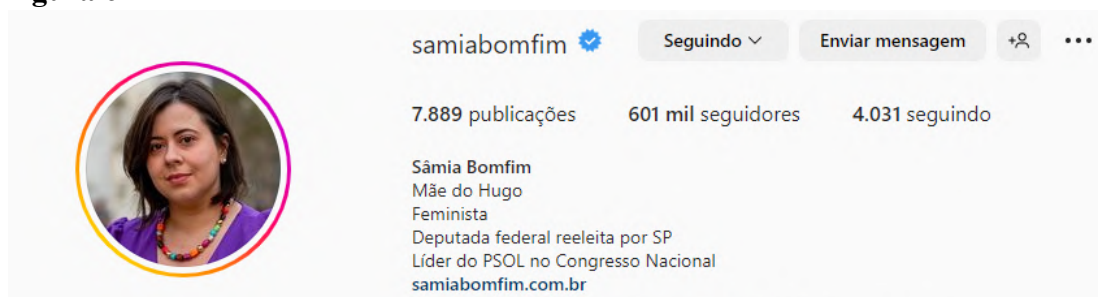 samiabomfim Seguindo Enviar mensagem
7.889 publicações 601 mil seguidores 4.031 seguindo
Sâmia Bomfim
Mãe do Hugo
Feminista
Deputada federal reeleita por SP
Líder do PSOL no Congresso Nacional
samiabomfim.com.br